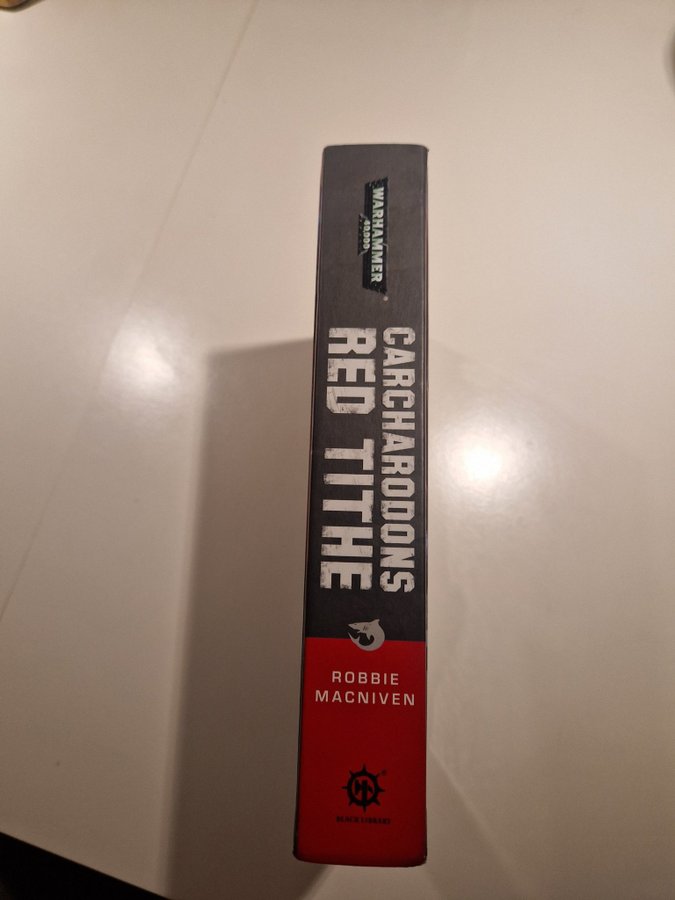 WARHAMMER
40,000
CARCHARODONS
RED TITHE
ROBBIE
MACNIVEN
BLACK LIBRARY